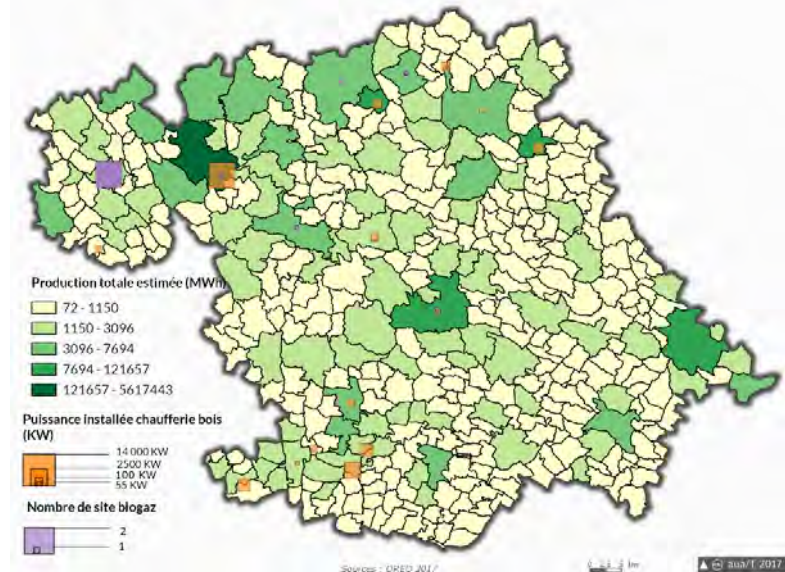 Production totale estimée (MWh)
72 - 1150
1150 - 3096
3096 - 7694
7694 - 121657
121657 - 5617443
Puissance installée chaufferie bois
(KW)
14 000 KW
2500 KW
100 KW
55 KW
Nombre de site biogaz
2
1
Sources : OREO 2017
km
aua/T 2017